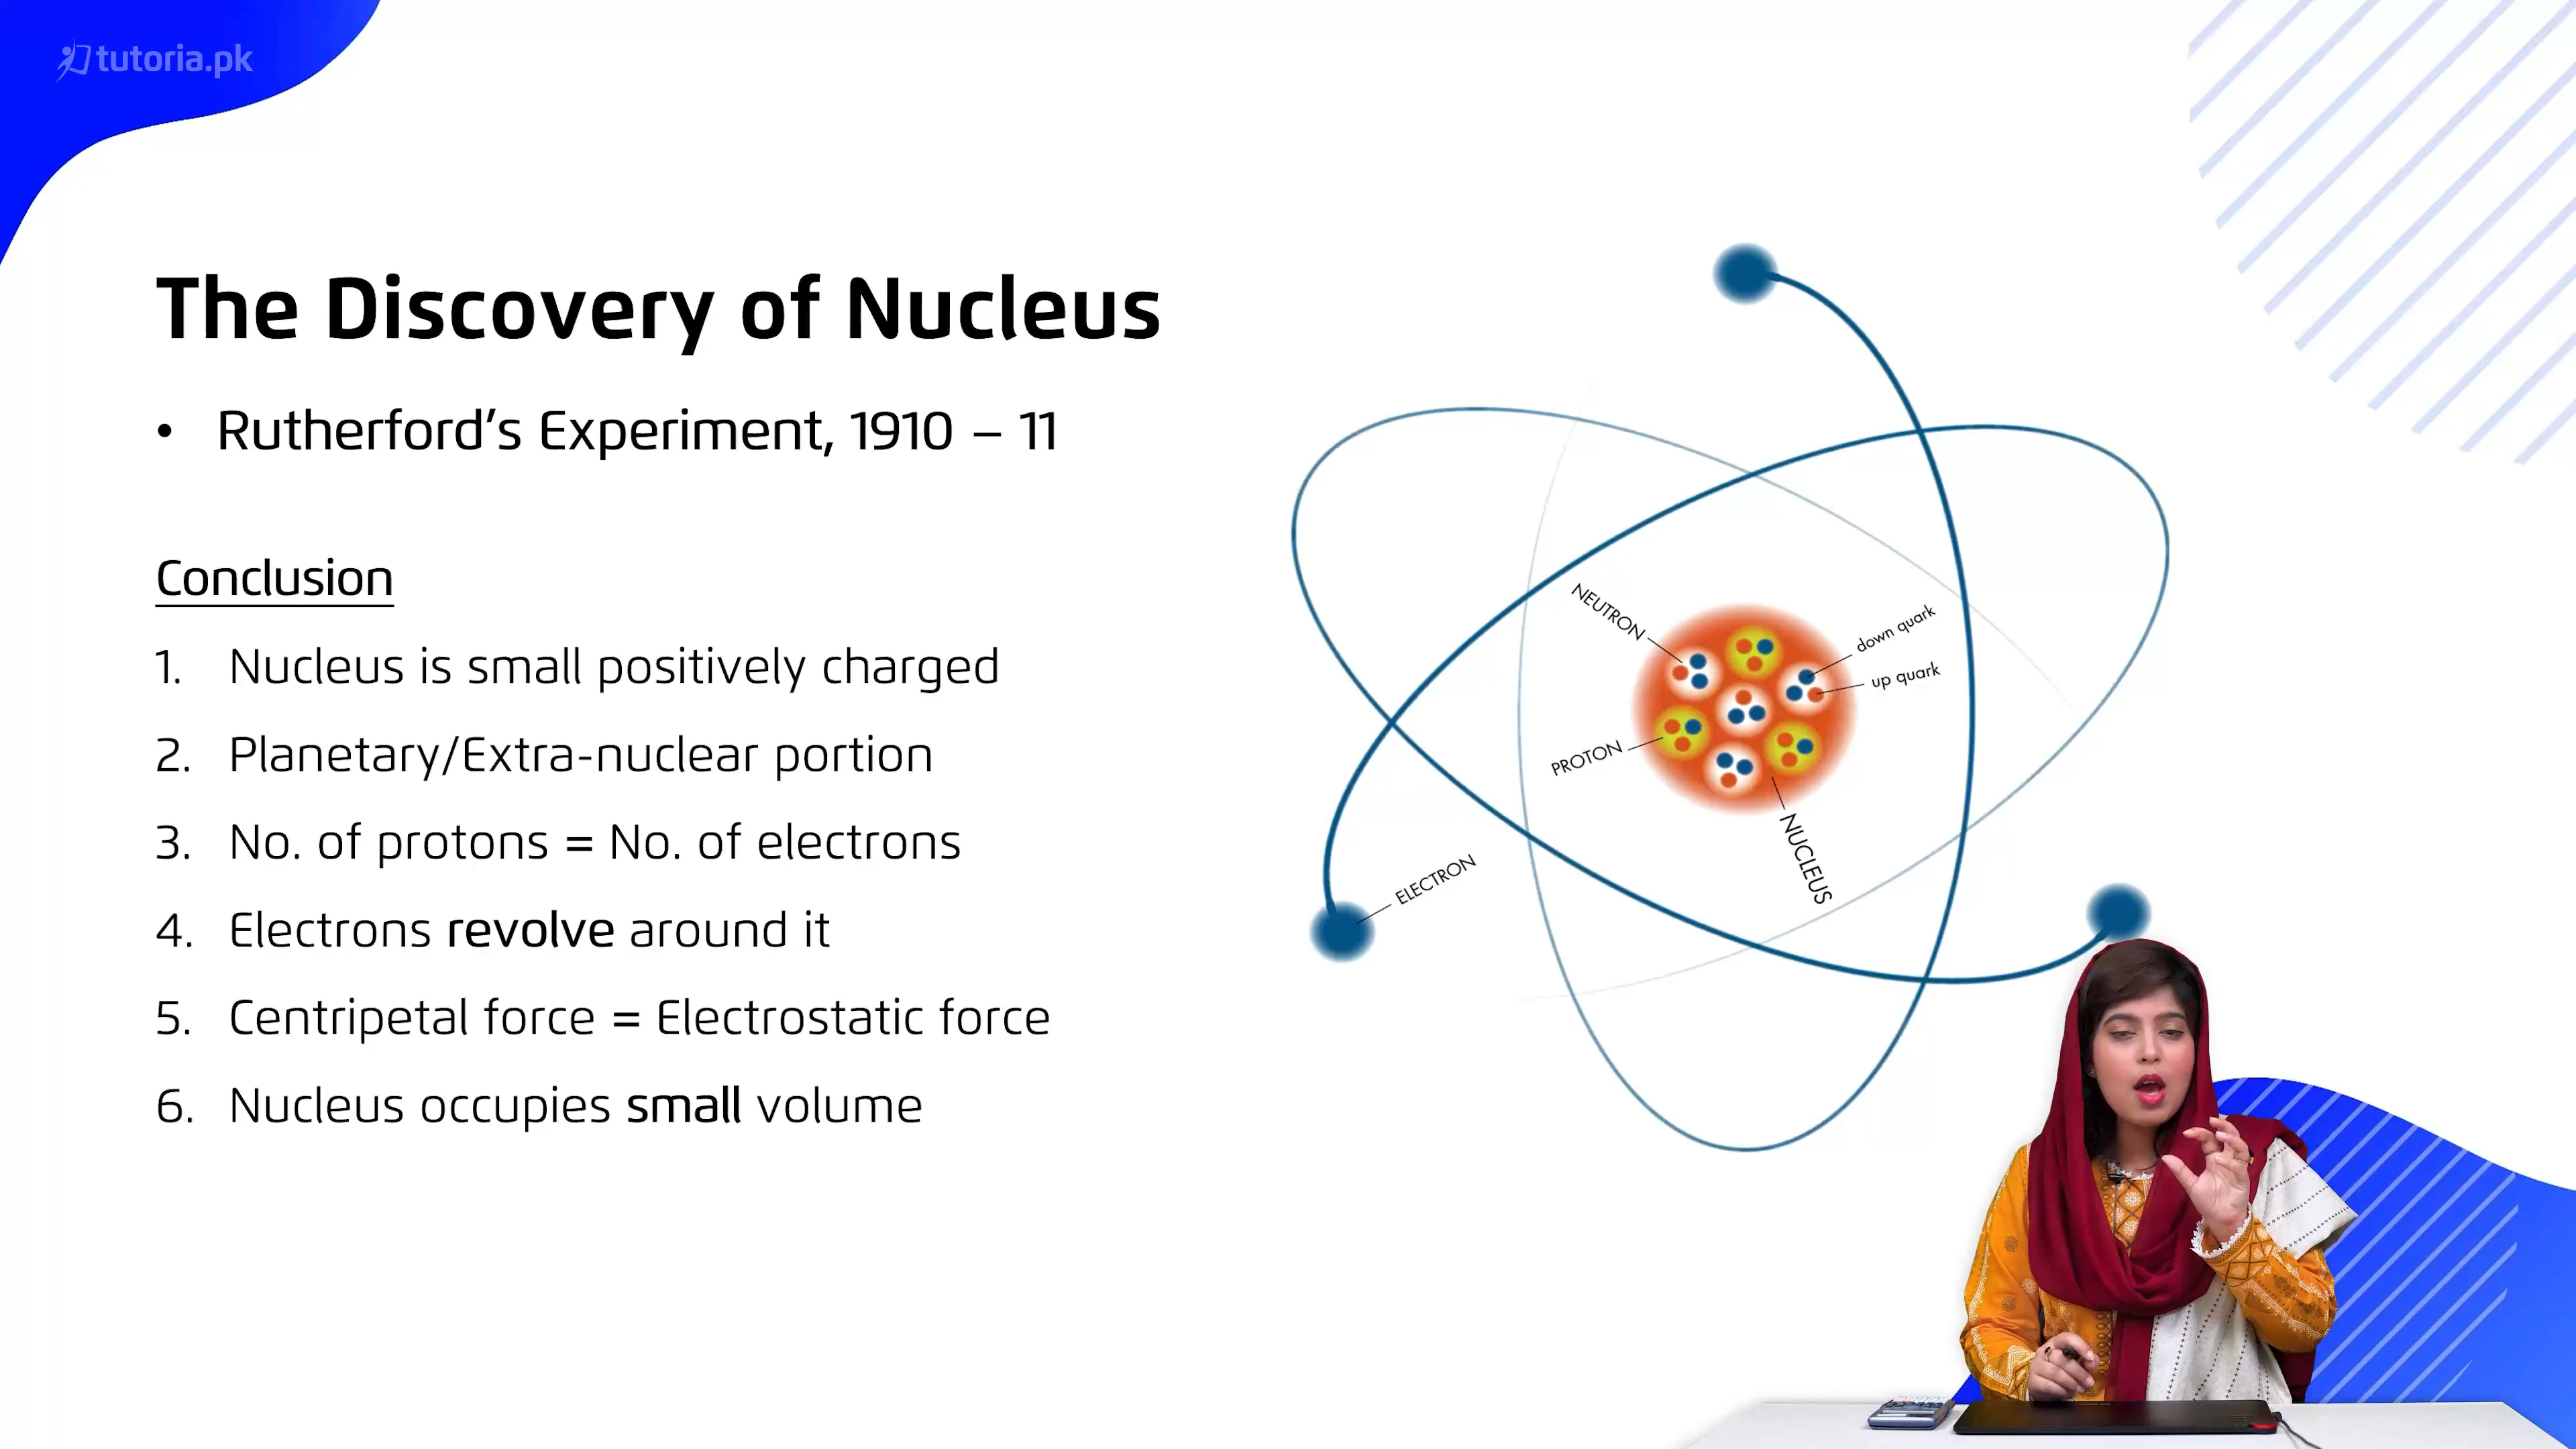 tutoria.pk
The Discovery of Nucleus
• Rutherford’s Experiment, 1910 – 11
Conclusion
1. Nucleus is small positively charged
2. Planetary/Extra-nuclear portion
3. No. of protons = No. of electrons
4. Electrons revolve around it
5. Centripetal force = Electrostatic force
6. Nucleus occupies small volume
NEUTRON
down quark
up quark
PROTON
NUCLEUS
ELECTRON